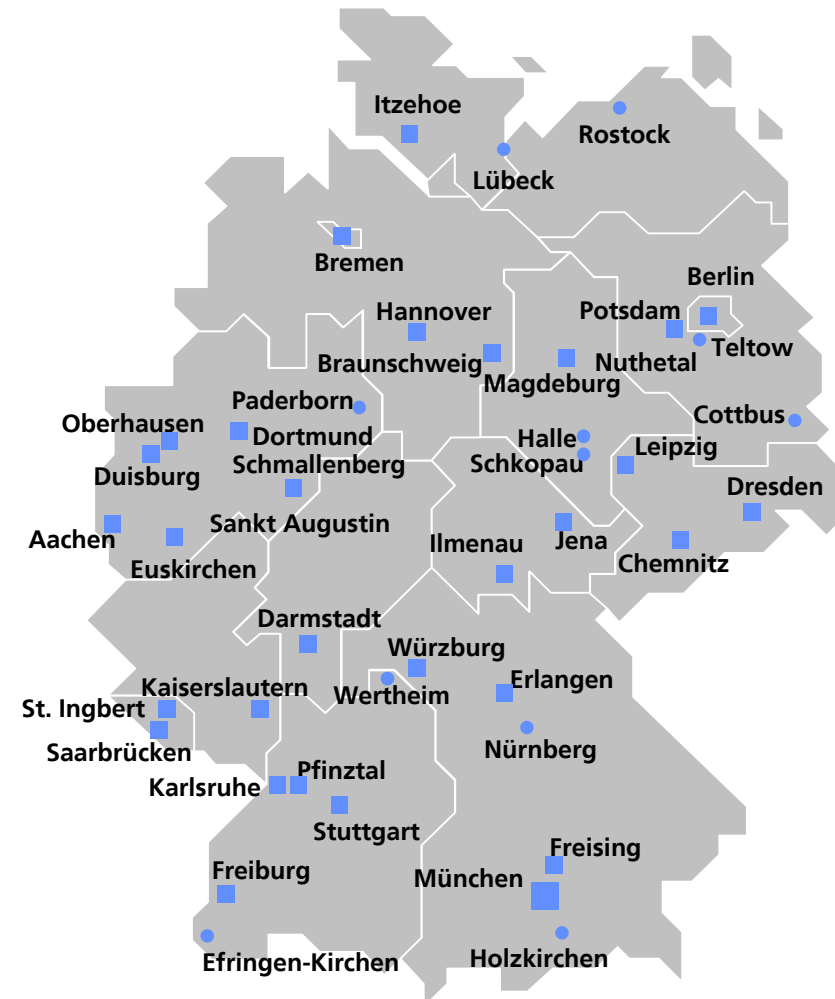 Itzehoe
Rostock
Lübeck
Bremen
Berlin
Hannover
Potsdam
Teltow
Braunschweig
Magdeburg
Nuthetal
Paderborn
Cottbus
Oberhausen
Dortmund
Halle
Leipzig
Duisburg
Schmallenberg
Schkopau
Dresden
Sankt Augustin
Aachen
Ilmenau
Jena
Euskirchen
Chemnitz
Darmstadt
Würzburg
Kaiserslautern
Wertheim
Erlangen
St. Ingbert
Saarbrücken
Nürnberg
Pfinztal
Karlsruhe
Stuttgart
Freising
Freiburg
München
Efringen-Kirchen
Holzkirchen